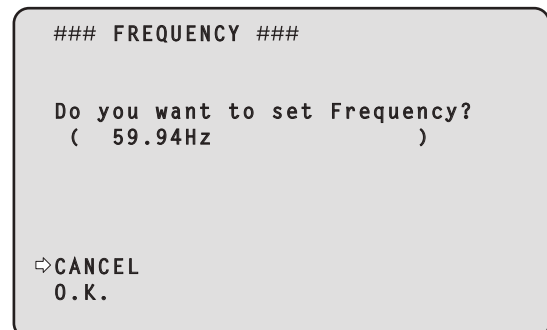 ### FREQUENCY ###
Do you want to set Frequency?
( 59.94Hz )
⇨CANCEL
O.K.